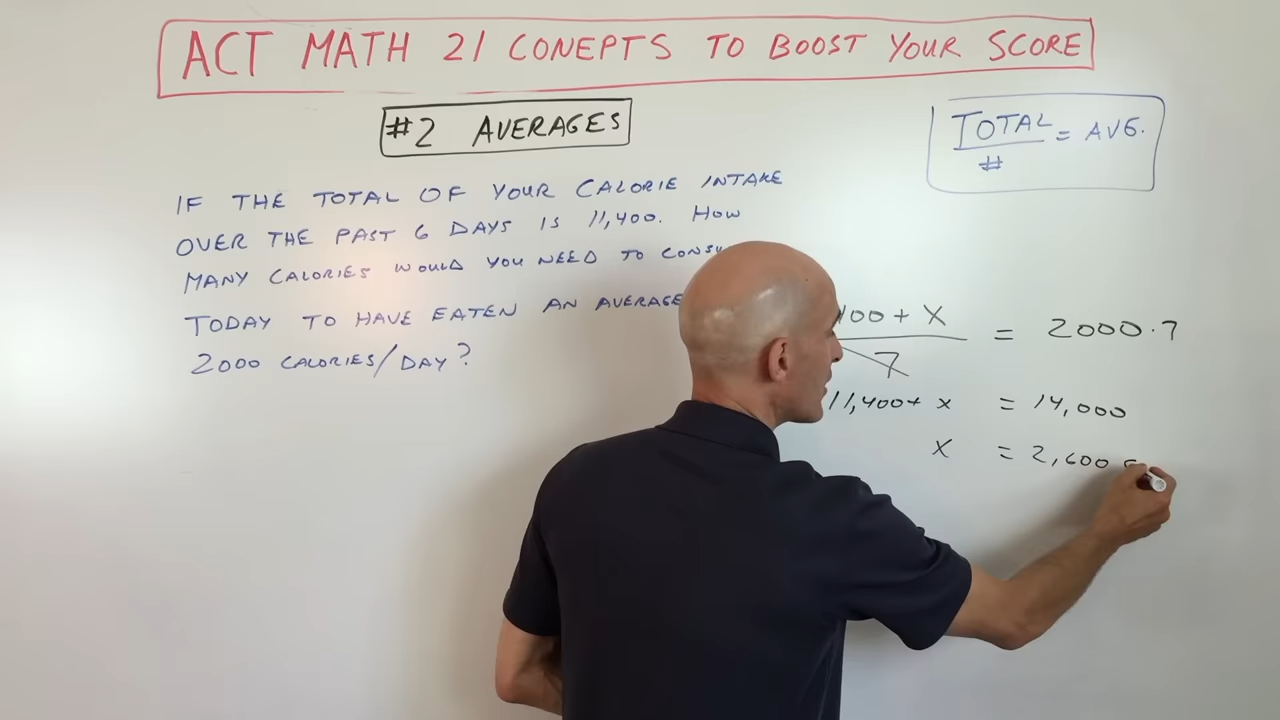 ACT MATH 21 CONEPTS TO BOOST YOUR SCORE
#2 AVERAGES
TOTAL
# = AVG.
IF THE TOTAL OF YOUR CALORIE INTAKE
OVER THE PAST 6 DAYS IS 11,400. HOW
MANY CALORIES WOULD YOU NEED TO
TODAY TO HAVE EATEN AN AVERAGE
2000 CALORIES/DAY?
400 + X
7 = 2000·7
11,400+ x = 14,000
x = 2,600